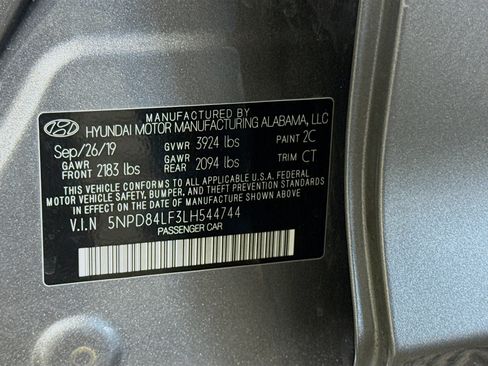 MANUFACTURED BY
HYUNDAI MOTOR MANUFACTURING ALABAMA, LLC
Sep/26/19 GVWR 3924 lbs PAINT 2C
GAWR FRONT 2183 lbs GAWR REAR 2094 lbs TRIM CT
THIS VEHICLE CONFORMS TO ALL APPLICABLE U.S.A. FEDERAL
MOTOR VEHICLE SAFETY, BUMPER, AND THEFT PREVENTION STANDARDS
IN EFFECT ON THE DATE OF MANUFACTURE SHOWN ABOVE.
V.I.N 5NPD84LF3LH544744
PASSENGER CAR